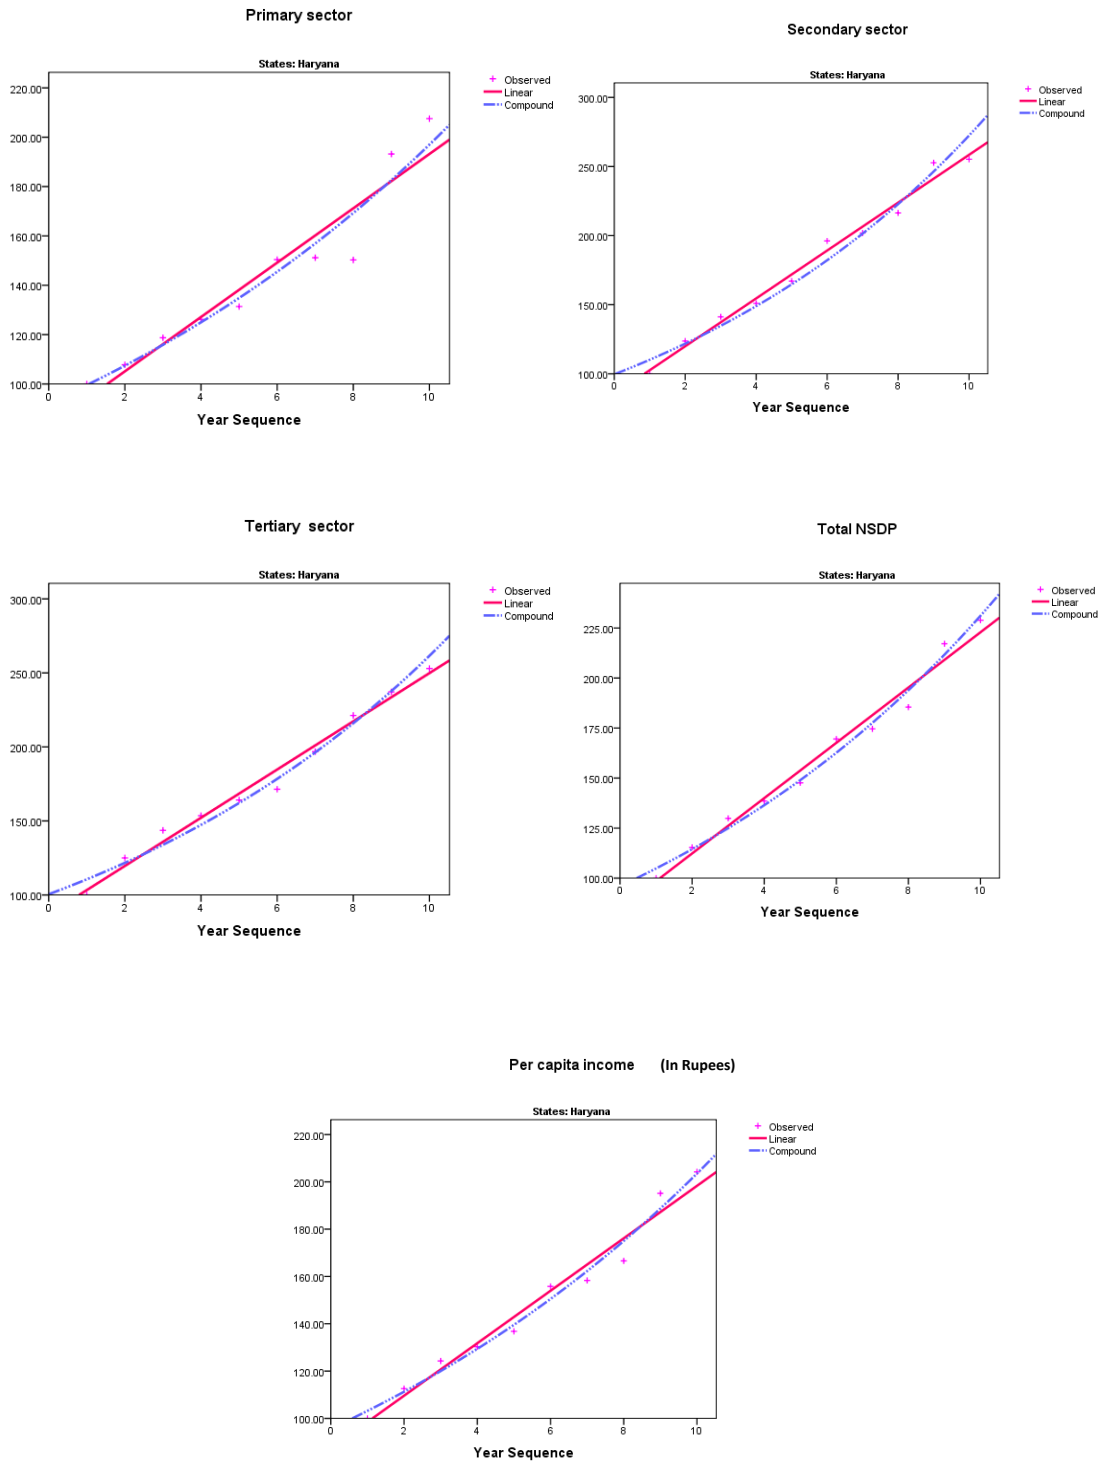 Primary sector
States: Haryana
Observed
Linear
Compound
220.00
200.00
180.00
160.00
140.00
120.00
100.00
0 2 4 6 8 10
Year Sequence
Secondary sector
States: Haryana
Observed
Linear
Compound
300.00
250.00
200.00
150.00
100.00
0 2 4 6 8 10
Year Sequence
Tertiary sector
States: Haryana
Observed
Linear
Compound
300.00
250.00
200.00
150.00
100.00
0 2 4 6 8 10
Year Sequence
Total NSDP
States: Haryana
Observed
Linear
Compound
225.00
200.00
175.00
150.00
125.00
100.00
0 2 4 6 8 10
Year Sequence
Per capita income (In Rupees)
States: Haryana
Observed
Linear
Compound
220.00
200.00
180.00
160.00
140.00
120.00
100.00
0 2 4 6 8 10
Year Sequence